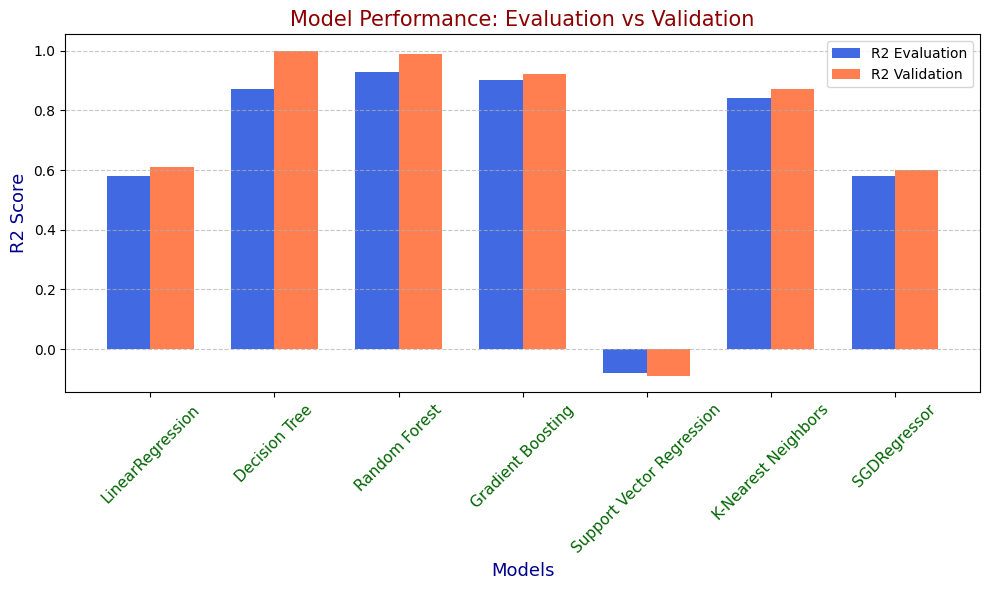 Model Performance: Evaluation vs Validation
R2 Evaluation
R2 Validation
R2 Score
1.0
0.8
0.6
0.4
0.2
0.0
LinearRegression
Decision Tree
Random Forest
Gradient Boosting
Support Vector Regression
K-Nearest Neighbors
SGDRegressor
Models